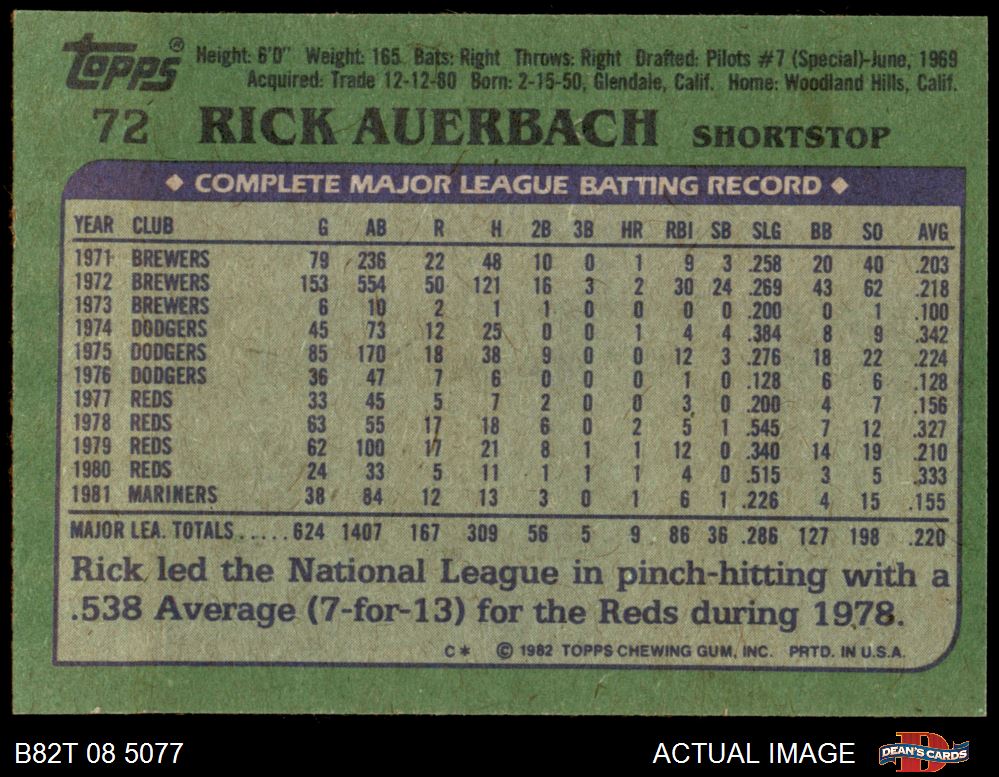 Topps® Height: 6'0" Weight: 165 Bats: Right Throws: Right Drafted: Pilots #7 (Special)-June, 1969
Acquired: Trade 12-12-80 Born: 2-15-50, Glendale, Calif. Home: Woodland Hills, Calif.
72 RICK AUERBACH SHORTSTOP
◆ COMPLETE MAJOR LEAGUE BATTING RECORD ◆
YEAR CLUB G AB R H 2B 3B HR RBI SB SLG BB SO AVG
1971 BREWERS 79 236 22 48 10 0 1 9 3 .258 20 40 .203
1972 BREWERS 153 554 50 121 16 3 2 30 24 .269 43 62 .218
1973 BREWERS 6 10 2 1 1 0 0 0 0 .200 0 1 .100
1974 DODGERS 45 73 12 25 0 0 1 4 4 .384 8 9 .342
1975 DODGERS 85 170 18 38 9 0 0 12 3 .276 18 22 .224
1976 DODGERS 36 47 7 6 0 0 0 1 0 .128 6 6 .128
1977 REDS 33 45 5 7 2 0 0 3 0 .200 4 7 .156
1978 REDS 63 55 17 18 6 0 2 5 1 .545 7 12 .327
1979 REDS 62 100 17 21 8 1 1 12 0 .340 14 19 .210
1980 REDS 24 33 5 11 1 1 1 4 0 .515 3 5 .333
1981 MARINERS 38 84 12 13 3 0 1 6 1 .226 4 15 .155
MAJOR LEA. TOTALS.....624 1407 167 309 56 5 9 86 36 .286 127 198 .220
Rick led the National League in pinch-hitting with a
.538 Average (7-for-13) for the Reds during 1978.
C* © 1982 TOPPS CHEWING GUM, INC. PRTD. IN U.S.A.
B82T 08 5077 ACTUAL IMAGE DEAN'S CARDS